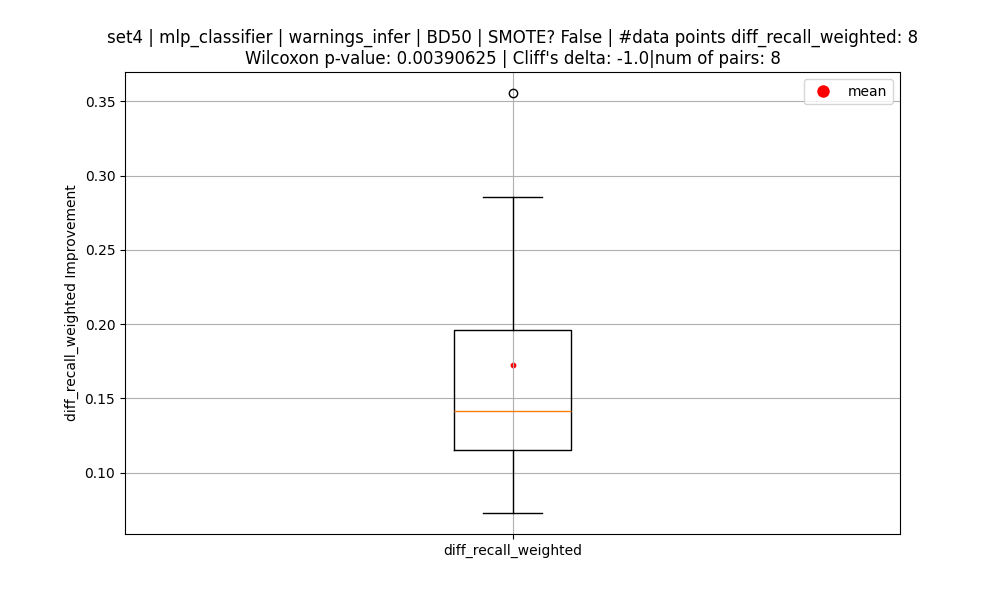 set4 | mlp_classifier | warnings_infer | BD50 | SMOTE? False | #data points diff_recall_weighted: 8
Wilcoxon p-value: 0.00390625 | Cliff's delta: -1.0|num of pairs: 8
mean
0.35
0.30
0.25
0.20
0.15
0.10
diff_recall_weighted Improvement
diff_recall_weighted